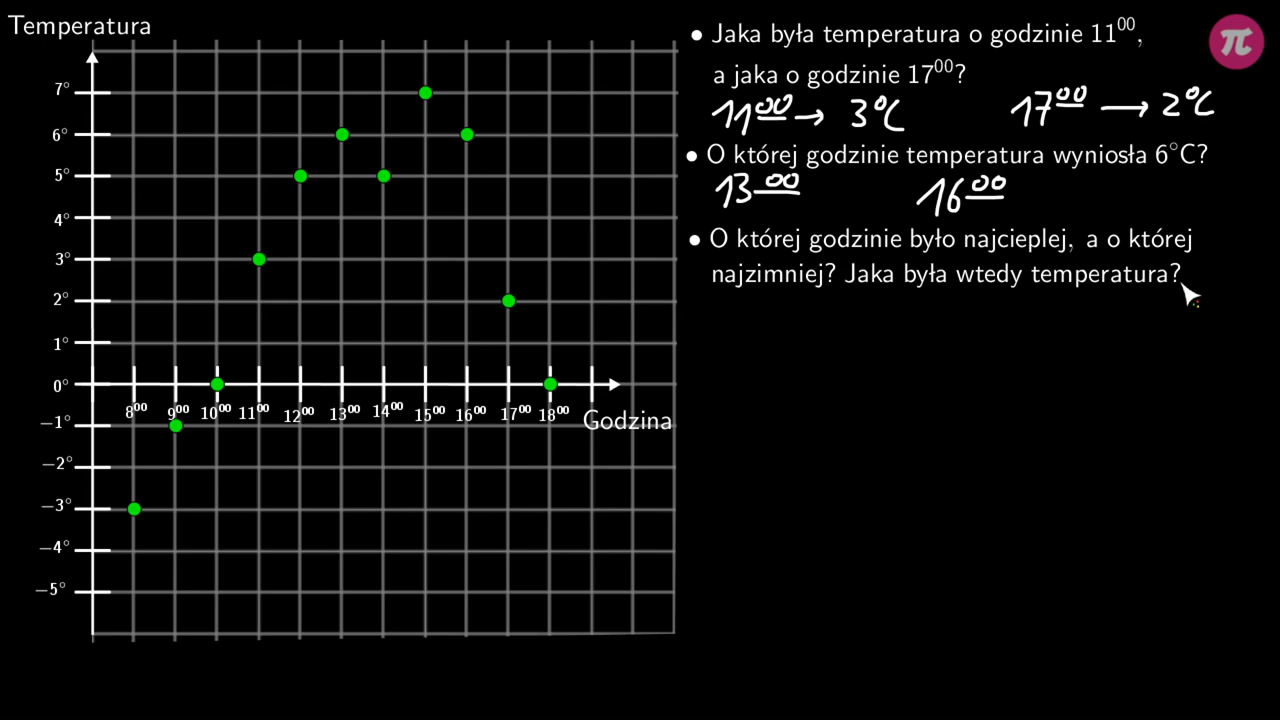 Temperatura
7°
6°
5°
4°
3°
2°
1°
0°
−1°
−2°
−3°
−4°
−5°
8⁰⁰ 9⁰⁰ 10⁰⁰ 11⁰⁰ 12⁰⁰ 13⁰⁰ 14⁰⁰ 15⁰⁰ 16⁰⁰ 17⁰⁰ 18⁰⁰
Godzina
• Jaka była temperatura o godzinie 11⁰⁰,
a jaka o godzinie 17⁰⁰?
11⁰⁰ → 3°C 17⁰⁰ → 2°C
• O której godzinie temperatura wyniosła 6°C?
13⁰⁰ 16⁰⁰
• O której godzinie było najcieplej, a o której
najzimniej? Jaka była wtedy temperatura?
π